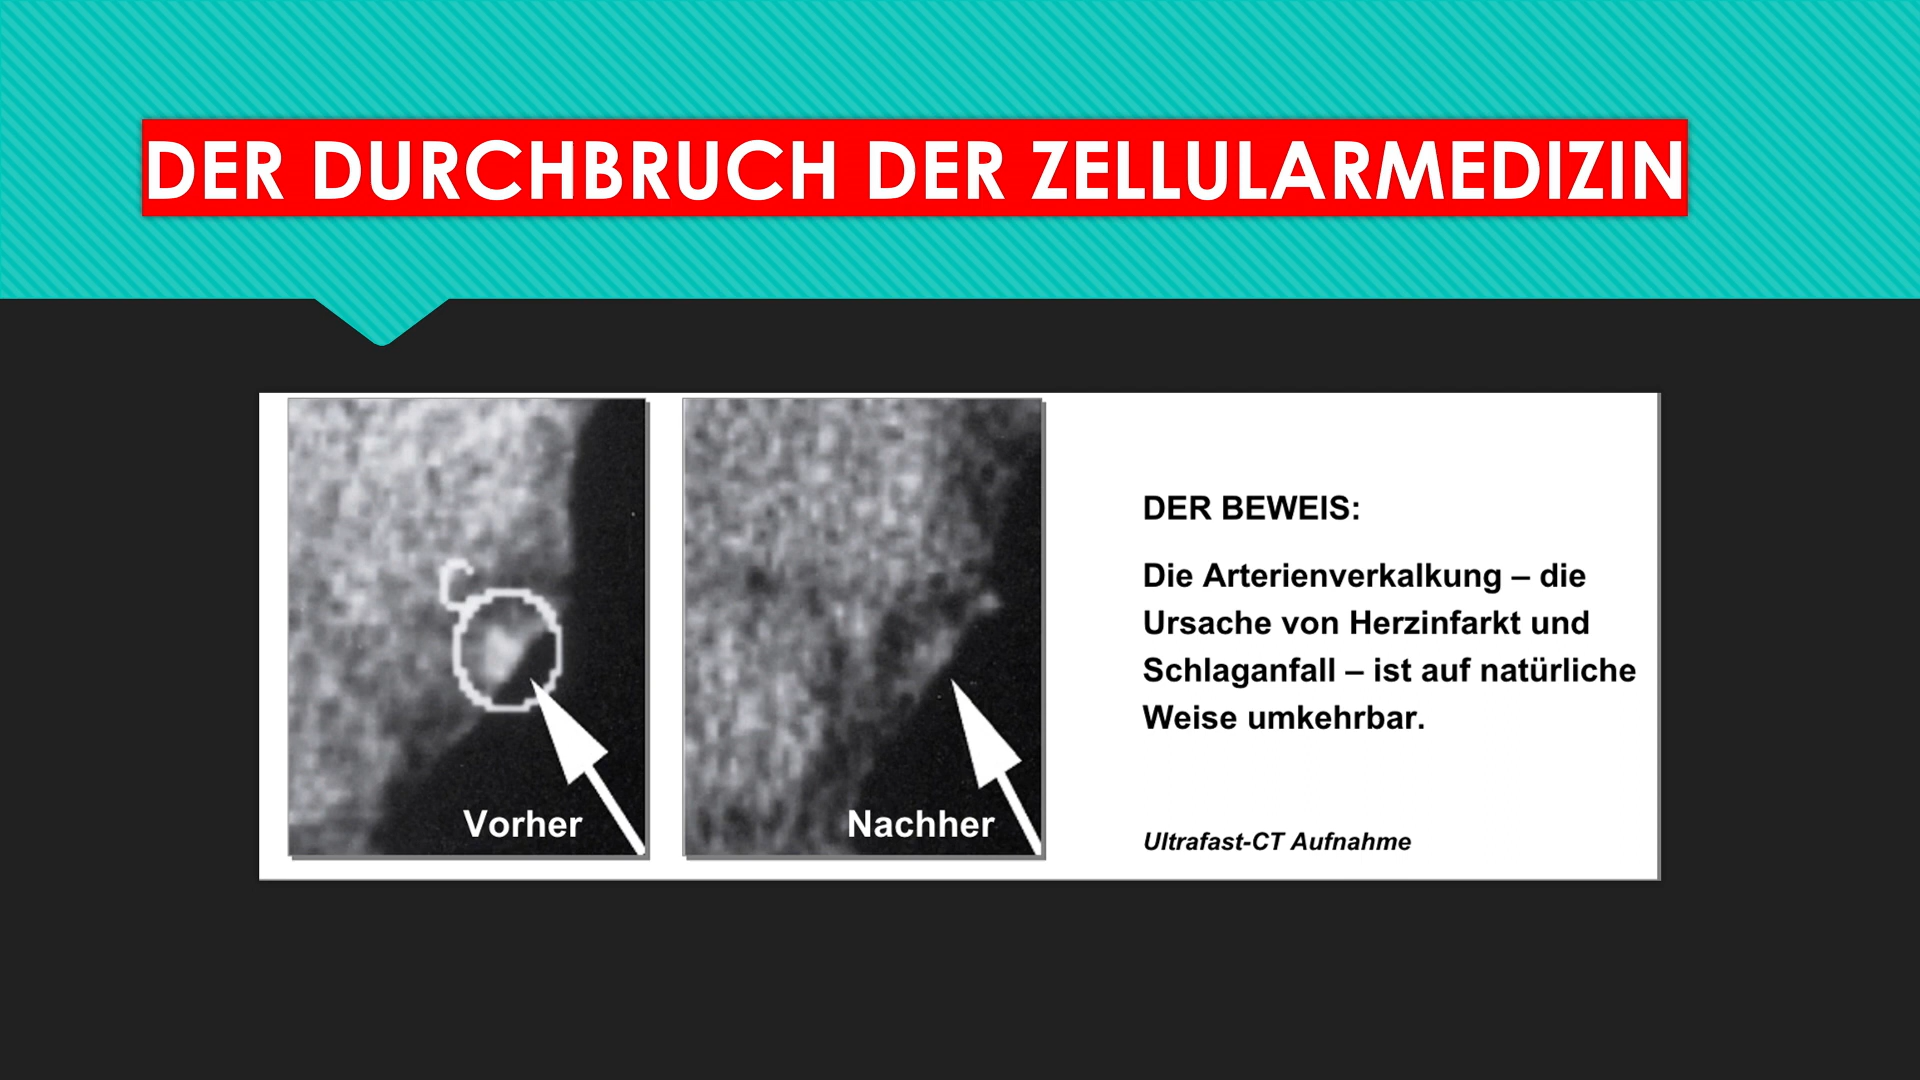 DER DURCHBRUCH DER ZELLULARMEDIZIN
Vorher
Nachher
DER BEWEIS:
Die Arterienverkalkung – die
Ursache von Herzinfarkt und
Schlaganfall – ist auf natürliche
Weise umkehrbar.
Ultrafast-CT Aufnahme